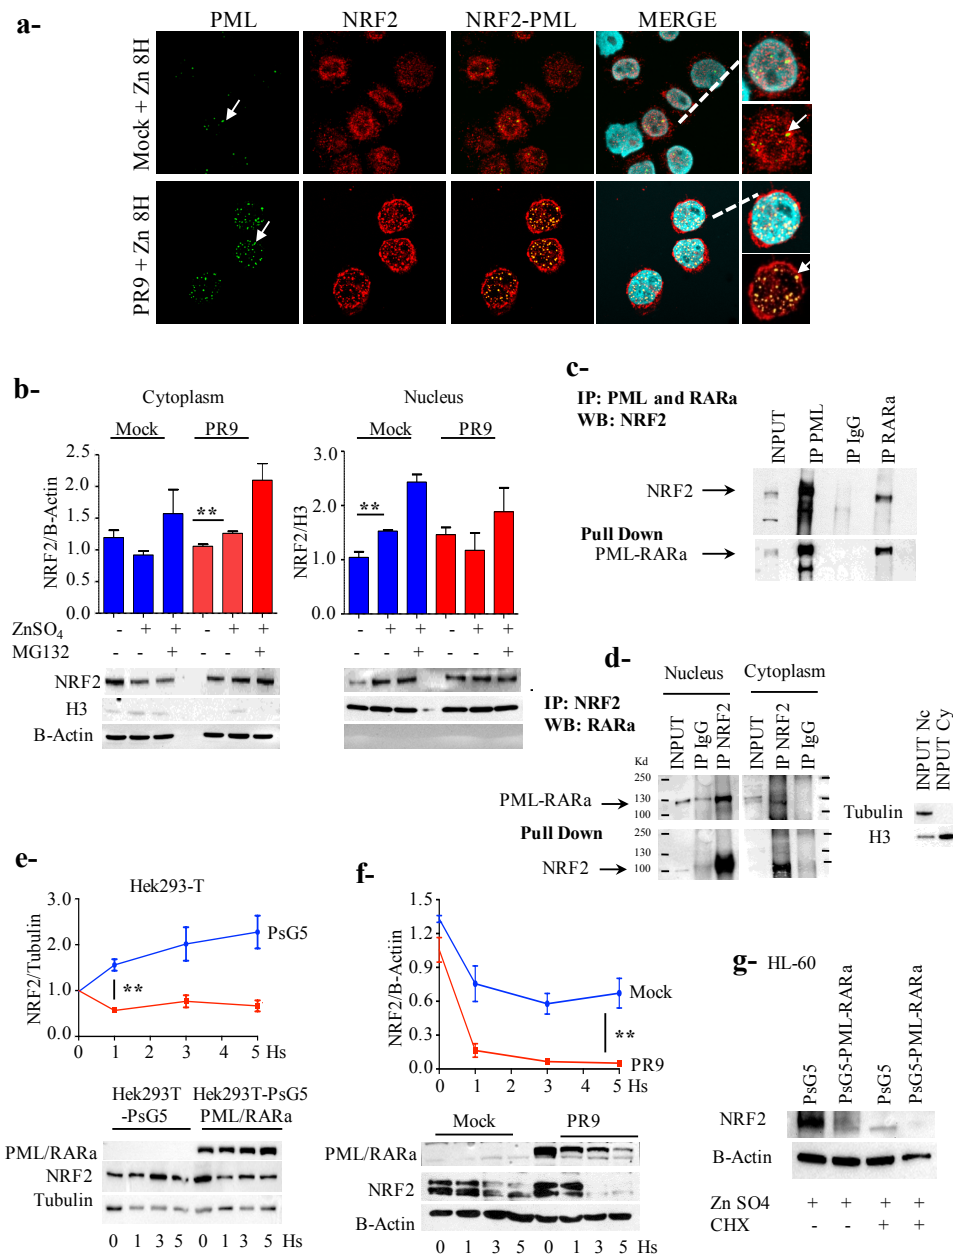 a-
PML NRF2 NRF2-PML MERGE
Mock + Zn 8H
PR9 + Zn 8H
b-
Cytoplasm Nucleus
Mock PR9 Mock PR9
NRF2/B-Actin
2.5
2.0
1.5
1.0
0.5
0.0
**
NRF2/H3
3.0
2.0
1.0
0.0
**
ZnSO4 - + + - + + - + + - + +
MG132 + + + +
NRF2
H3
B-Actin
c-
IP: PML and RARa
WB: NRF2
INPUT
IP PML
IP IgG
IP RARa
NRF2
Pull Down
PML-RARa
d-
Nucleus Cytoplasm
IP: NRF2
WB: RARa
INPUT
IP IgG
IP NRF2
INPUT
IP NRF2
IP IgG
Kd
250
130
100
PML-RARa
Pull Down
250
130
100
NRF2
INPUT Nc
INPUT Cy
Tubulin
H3
e-
Hek293-T
NRF2/Tubulin
3.0
2.0
1.0
0.0
PsG5
**
0 1 3 5 Hs
Hek293T
-PsG5
Hek293T-PsG5
PML/RARa
PML/RARa
NRF2
Tubulin
0 1 3 5 0 1 3 5 Hs
f-
NRF2/B-Actiin
1.5
1.2
0.9
0.6
0.3
0.0
Mock
**
PR9
0 1 2 3 4 5 Hs
Mock PR9
PML/RARa
NRF2
B-Actin
0 1 3 5 0 1 3 5 Hs
g- HL-60
PsG5
PsG5-PML-RARa
PsG5
PsG5-PML-RARa
NRF2
B-Actin
Zn SO4 + + + +
CHX - - + +